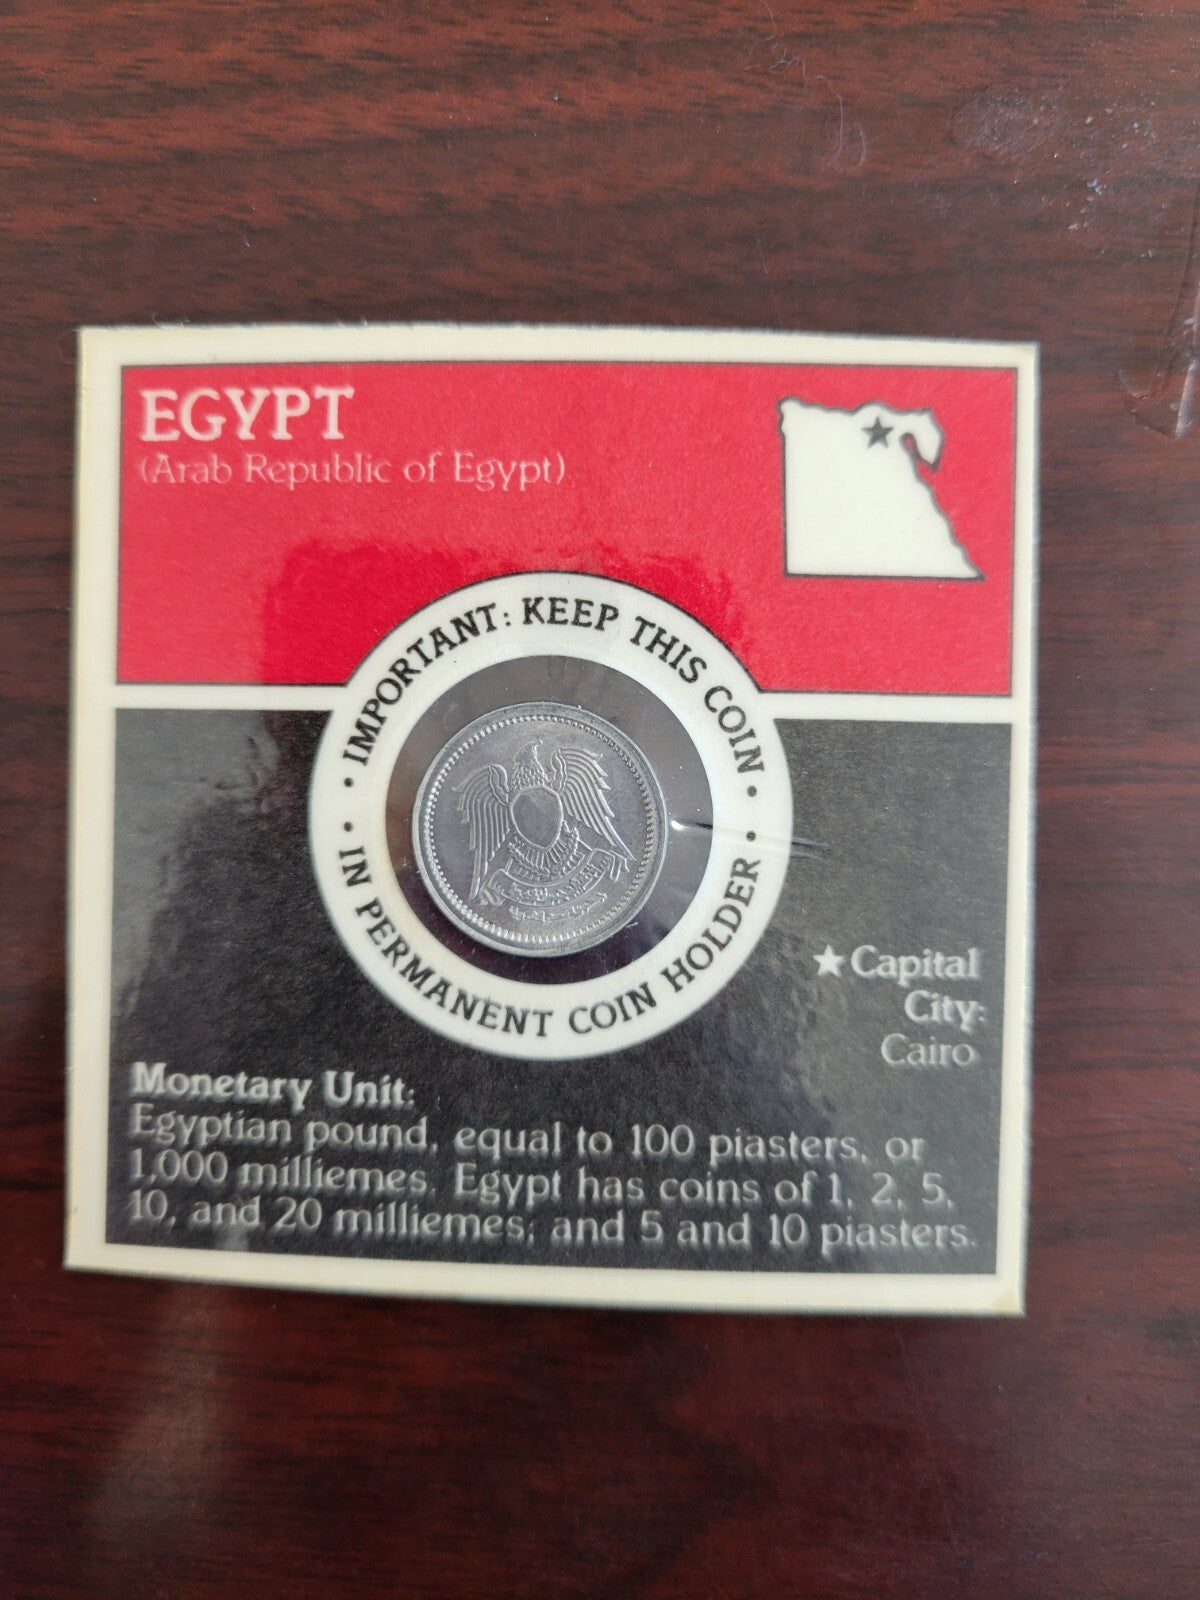 EGYPT
(Arab Republic of Egypt)
• IMPORTANT: KEEP THIS COIN •
• IN PERMANENT COIN HOLDER •
★Capital
City:
Cairo
Monetary Unit:
Egyptian pound, equal to 100 piasters, or
1,000 milliemes. Egypt has coins of 1, 2, 5,
10, and 20 milliemes; and 5 and 10 piasters.